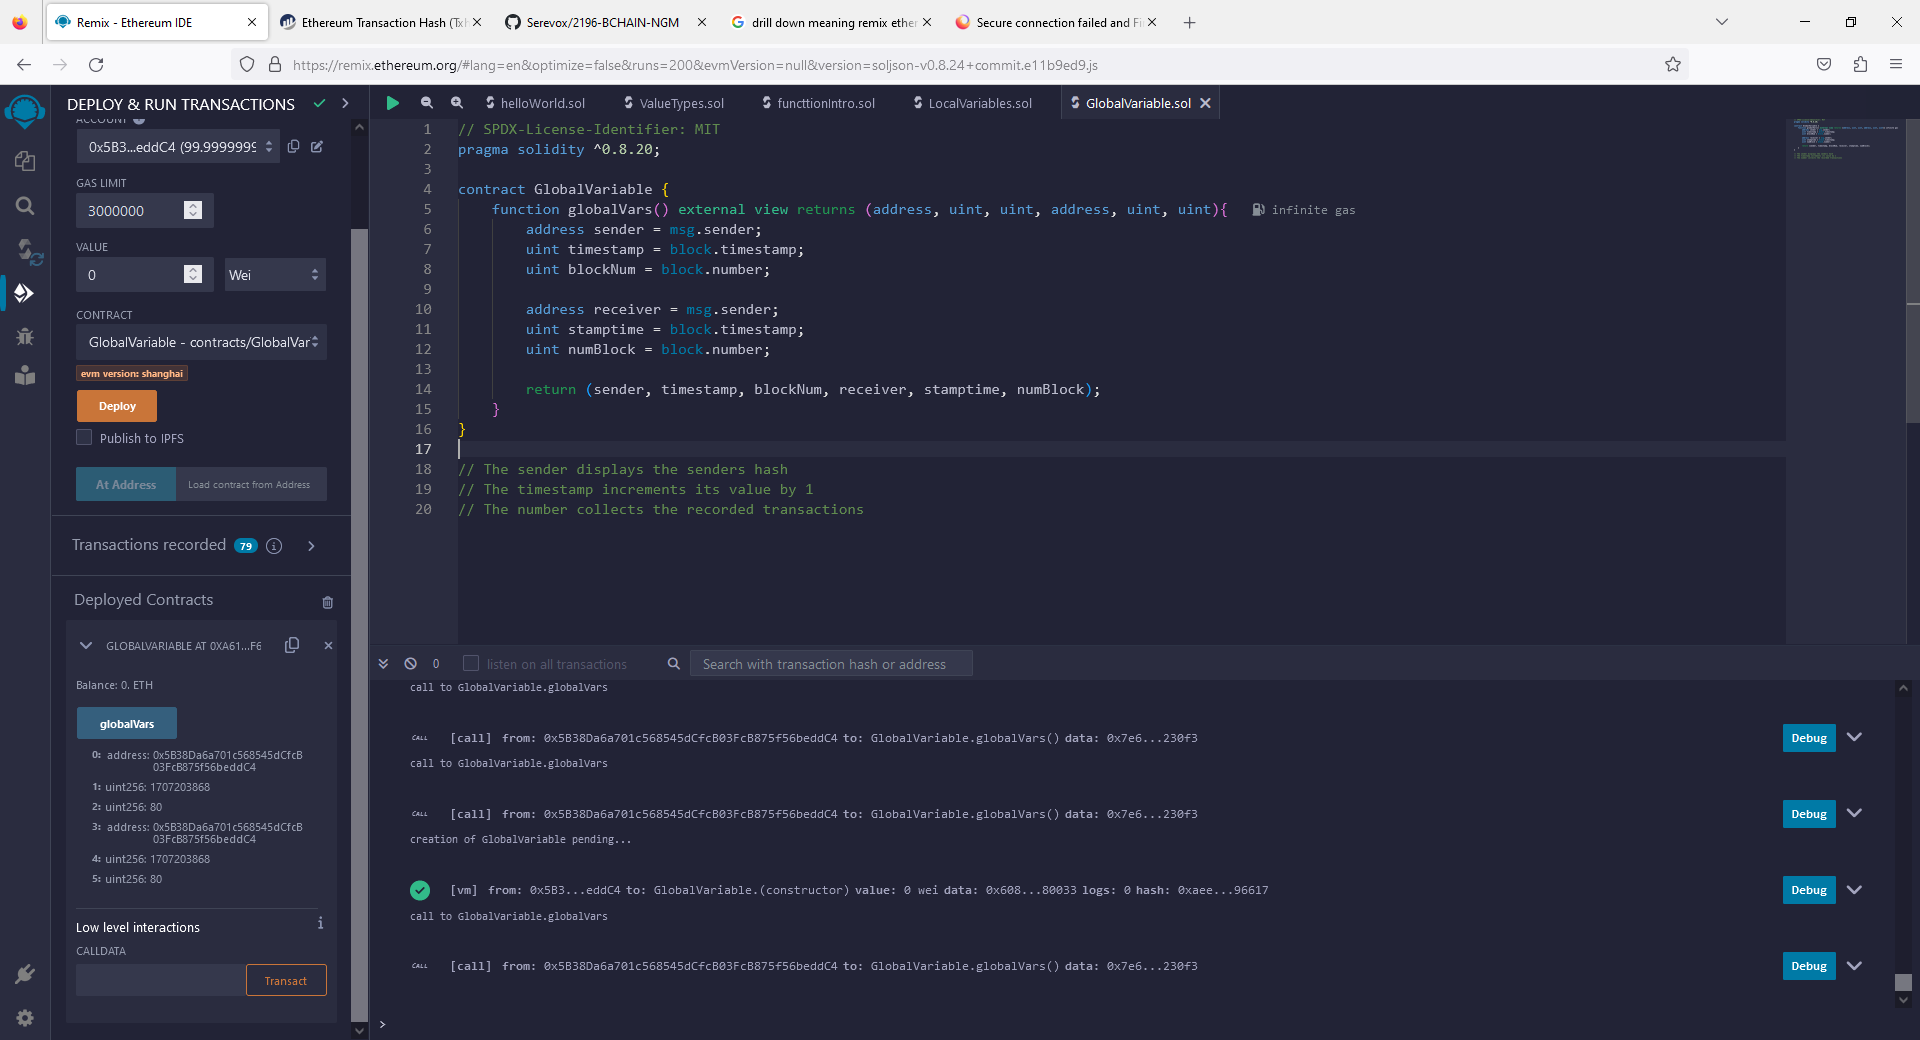 Remix - Ethereum IDE
Ethereum Transaction Hash (Txh
Serevox/2196-BCHAIN-NGM
drill down meaning remix ether
Secure connection failed and Fi
https://remix.ethereum.org/#lang=en&optimize=false&runs=200&evmVersion=null&version=soljson-v0.8.24+commit.e11b9ed9.js
DEPLOY & RUN TRANSACTIONS
ACCOUNT
0x5B3...eddC4 (99.9999999
GAS LIMIT
3000000
VALUE
0
Wei
CONTRACT
GlobalVariable - contracts/GlobalVar
evm version: shanghai
Deploy
Publish to IPFS
At Address
Load contract from Address
Transactions recorded 79 i
Deployed Contracts
GLOBALVARIABLE AT 0XA61...F6
Balance: 0. ETH
globalVars
0: address: 0x5B38Da6a701c568545dCfcB
03FcB875f56beddC4
1: uint256: 1707203868
2: uint256: 80
3: address: 0x5B38Da6a701c568545dCfcB
03FcB875f56beddC4
4: uint256: 1707203868
5: uint256: 80
Low level interactions
i
CALLDATA
Transact
helloWorld.sol
ValueTypes.sol
functtionIntro.sol
LocalVariables.sol
GlobalVariable.sol
1 // SPDX-License-Identifier: MIT
2 pragma solidity ^0.8.20;
3
4 contract GlobalVariable {
5 function globalVars() external view returns (address, uint, uint, address, uint, uint){ infinite gas
6 address sender = msg.sender;
7 uint timestamp = block.timestamp;
8 uint blockNum = block.number;
9
10 address receiver = msg.sender;
11 uint stamptime = block.timestamp;
12 uint numBlock = block.number;
13
14 return (sender, timestamp, blockNum, receiver, stamptime, numBlock);
15 }
16 }
17
18 // The sender displays the senders hash
19 // The timestamp increments its value by 1
20 // The number collects the recorded transactions
0
listen on all transactions
Search with transaction hash or address
call to GlobalVariable.globalVars
CALL [call] from: 0x5B38Da6a701c568545dCfcB03FcB875f56beddC4 to: GlobalVariable.globalVars() data: 0x7e6...230f3 Debug
call to GlobalVariable.globalVars
CALL [call] from: 0x5B38Da6a701c568545dCfcB03FcB875f56beddC4 to: GlobalVariable.globalVars() data: 0x7e6...230f3 Debug
creation of GlobalVariable pending...
[vm] from: 0x5B3...eddC4 to: GlobalVariable.(constructor) value: 0 wei data: 0x608...80033 logs: 0 hash: 0xaee...96617 Debug
call to GlobalVariable.globalVars
CALL [call] from: 0x5B38Da6a701c568545dCfcB03FcB875f56beddC4 to: GlobalVariable.globalVars() data: 0x7e6...230f3 Debug
>